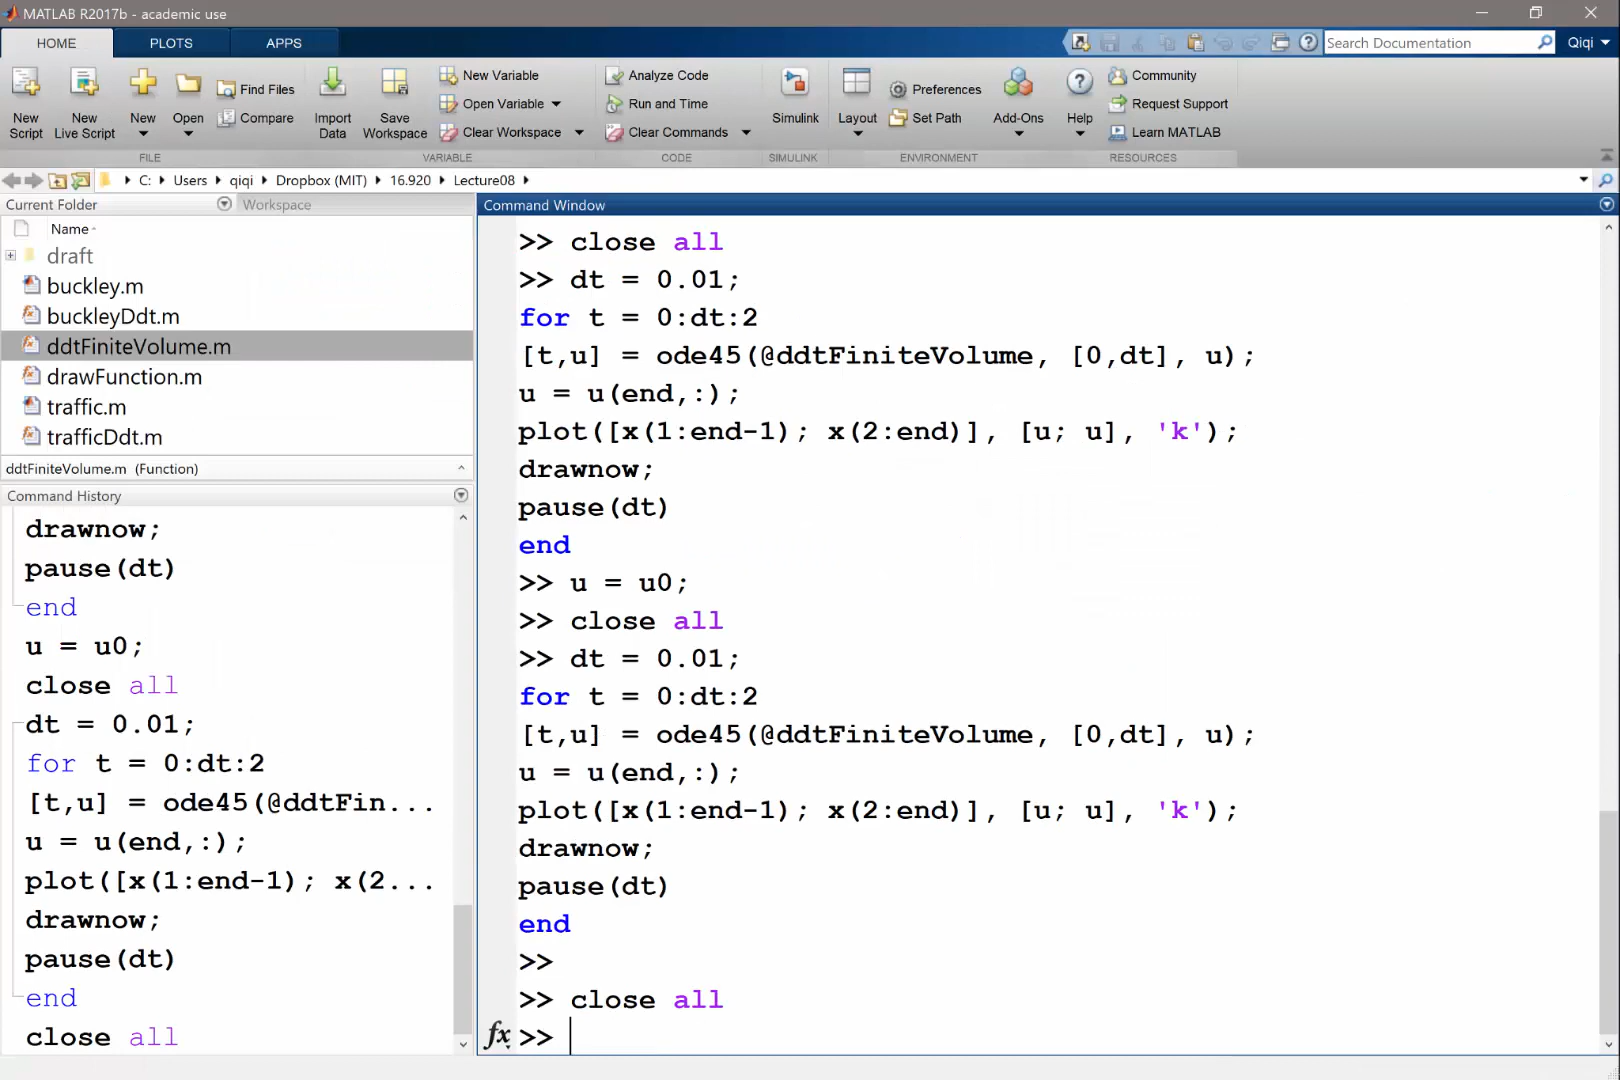 MATLAB R2017b - academic use
HOME PLOTS APPS
Search Documentation Qiqi
New Script
New Live Script
New
Open
Find Files
Compare
FILE
Import Data
Save Workspace
New Variable
Open Variable
Clear Workspace
VARIABLE
Analyze Code
Run and Time
Clear Commands
CODE
Simulink
SIMULINK
Layout
Preferences
Set Path
Add-Ons
ENVIRONMENT
Help
Community
Request Support
Learn MATLAB
RESOURCES
C: Users qiqi Dropbox (MIT) 16.920 Lecture08
Current Folder Workspace
Name
draft
buckley.m
buckleyDdt.m
ddtFiniteVolume.m
drawFunction.m
traffic.m
trafficDdt.m
ddtFiniteVolume.m (Function)
Command History
drawnow;
pause(dt)
end
u = u0;
close all
dt = 0.01;
for t = 0:dt:2
[t,u] = ode45(@ddtFin...
u = u(end,:);
plot([x(1:end-1); x(2...
drawnow;
pause(dt)
end
close all
Command Window
>> close all
>> dt = 0.01;
for t = 0:dt:2
[t,u] = ode45(@ddtFiniteVolume, [0,dt], u);
u = u(end,:);
plot([x(1:end-1); x(2:end)], [u; u], 'k');
drawnow;
pause(dt)
end
>> u = u0;
>> close all
>> dt = 0.01;
for t = 0:dt:2
[t,u] = ode45(@ddtFiniteVolume, [0,dt], u);
u = u(end,:);
plot([x(1:end-1); x(2:end)], [u; u], 'k');
drawnow;
pause(dt)
end
>>
>> close all
fx >>